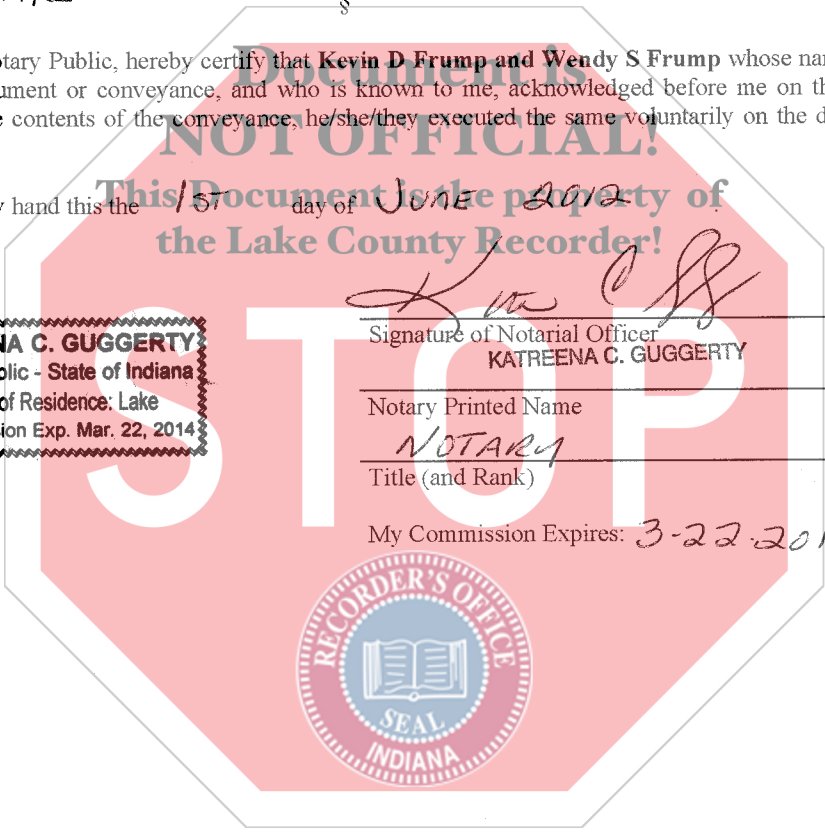 §
otary Public, hereby certify that Kevin D Frump and Wendy S Frump whose nam
ument or conveyance, and who is known to me, acknowledged before me on th
e contents of the conveyance, he/she/they executed the same voluntarily on the d
Document is
NOT OFFICIAL!
This Document is the property of
the Lake County Recorder!
y hand this the 1ST day of JUNE 2012
STOP
Signature of Notarial Officer
KATREENA C. GUGGERTY
Notary Printed Name
NOTARY
Title (and Rank)
My Commission Expires: 3-22-201
NA C. GUGGERTY
blic - State of Indiana
of Residence: Lake
ion Exp. Mar. 22, 2014
RECORDER'S OFFICE
SEAL
INDIANA